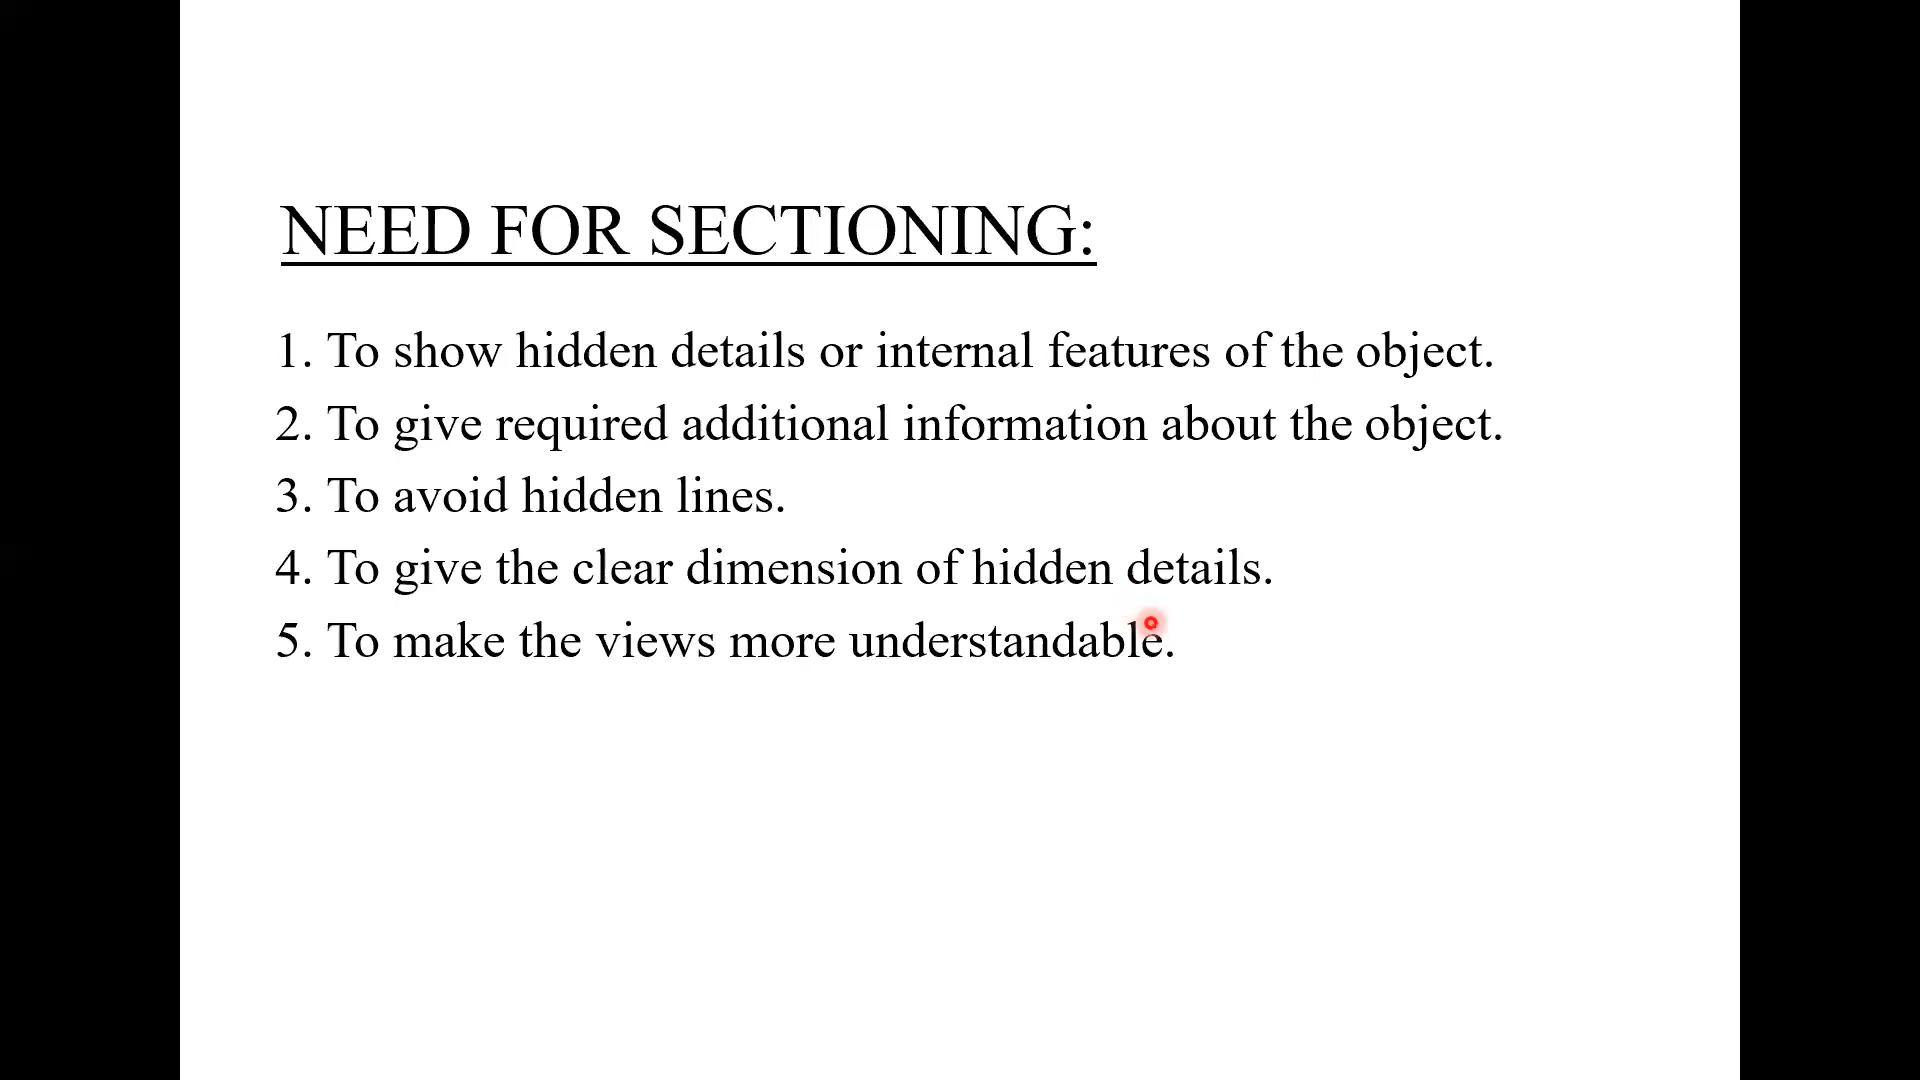 NEED FOR SECTIONING:
1. To show hidden details or internal features of the object.
2. To give required additional information about the object.
3. To avoid hidden lines.
4. To give the clear dimension of hidden details.
5. To make the views more understandable.